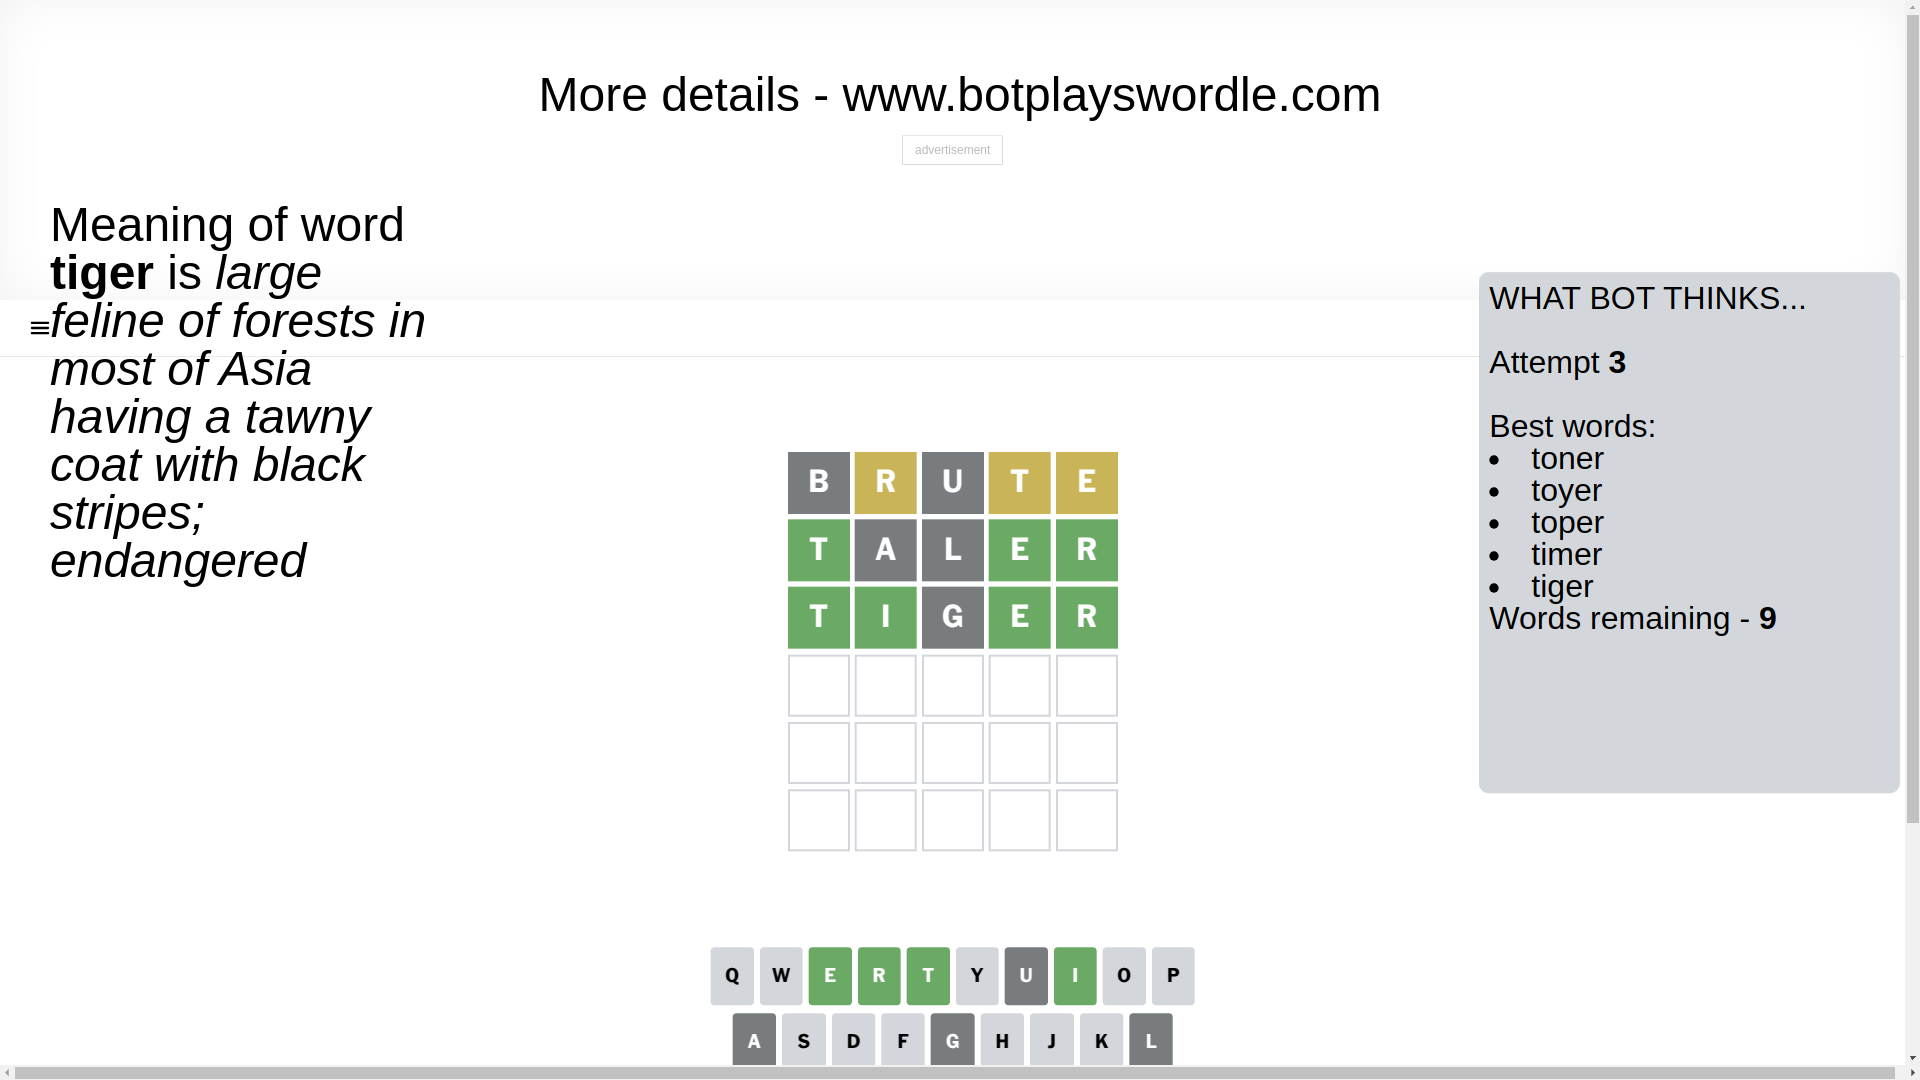 More details - www.botplayswordle.com
advertisement
Meaning of word
tiger is large
feline of forests in
most of Asia
having a tawny
coat with black
stripes;
endangered
WHAT BOT THINKS...
Attempt 3
Best words:
toner
toyer
toper
timer
tiger
Words remaining - 9
B R U T E
T A L E R
T I G E R
Q W E R T Y U I O P
A S D F G H J K L